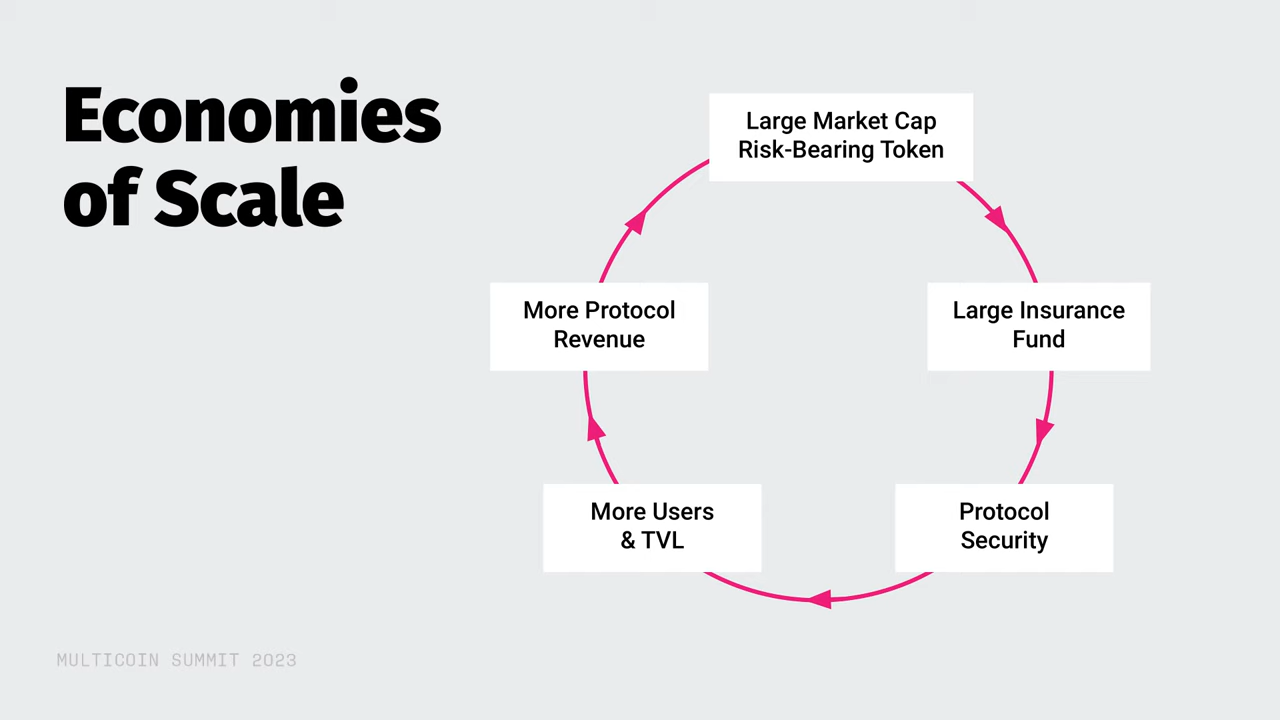 Economies
of Scale
Large Market Cap
Risk-Bearing Token
Large Insurance
Fund
Protocol
Security
More Users
& TVL
More Protocol
Revenue
MULTICOIN SUMMIT 2023